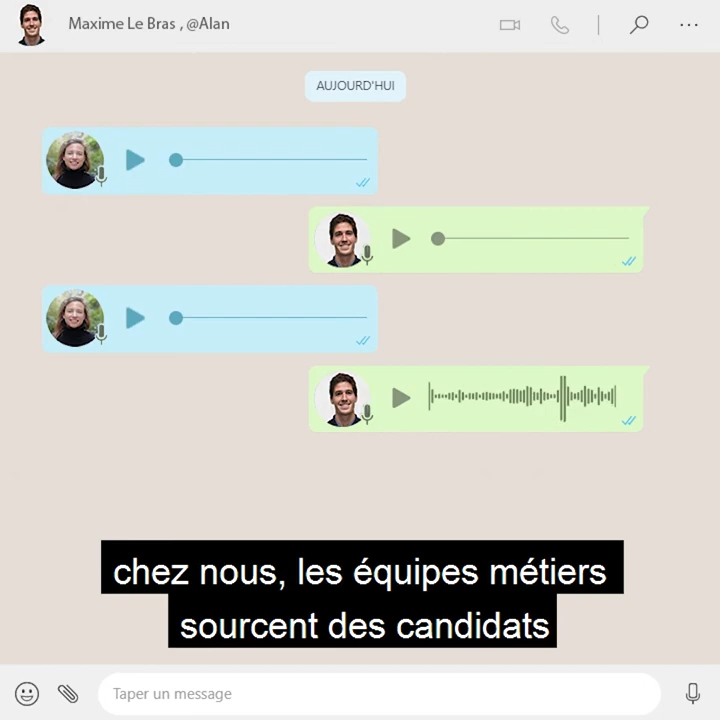 Maxime Le Bras , @Alan
AUJOURD'HUI
chez nous, les équipes métiers
sourcent des candidats
Taper un message